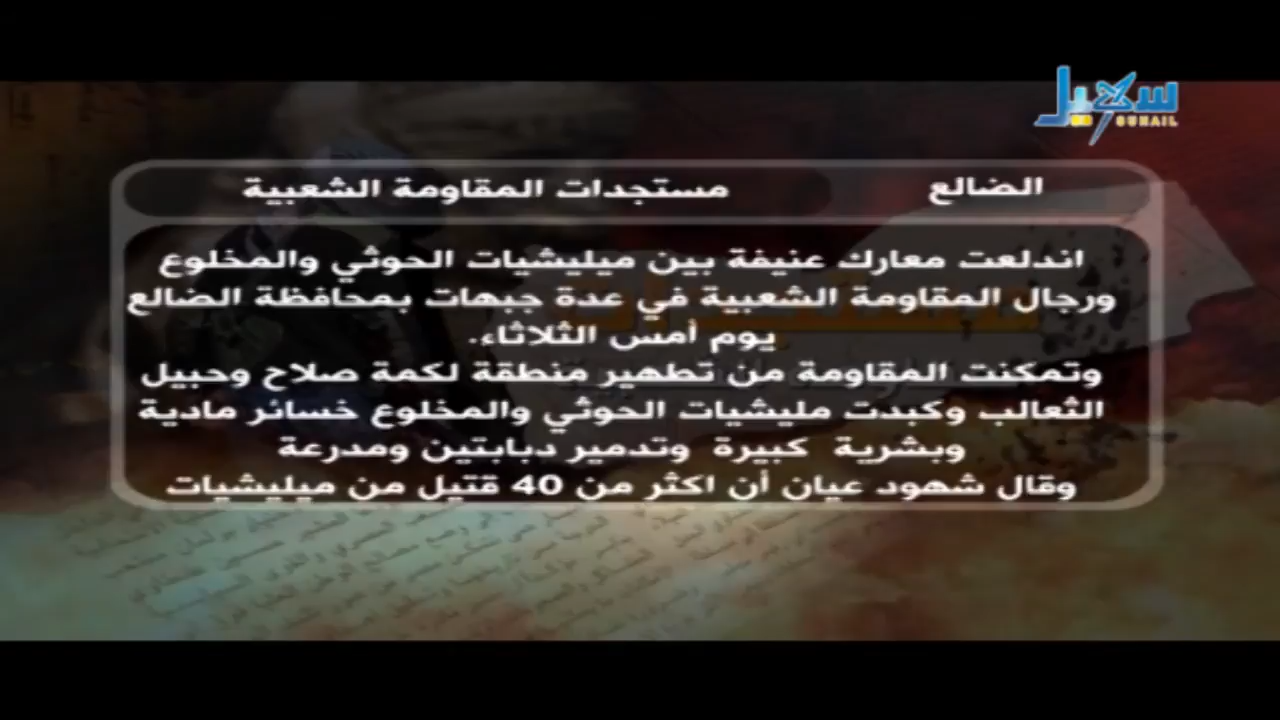 سهيل
SUHAIL
الضالع
مستجدات المقاومة الشعبية
اندلعت معارك عنيفة بين ميليشيات الحوثي والمخلوع
ورجال المقاومة الشعبية في عدة جبهات بمحافظة الضالع
يوم أمس الثلاثاء.
وتمكنت المقاومة من تطهير منطقة لكمة صلاح وحبيل
الثعالب وكبدت مليشيات الحوثي والمخلوع خسائر مادية
وبشرية كبيرة وتدمير دبابتين ومدرعة
وقال شهود عيان أن اكثر من 40 قتيل من ميليشيات